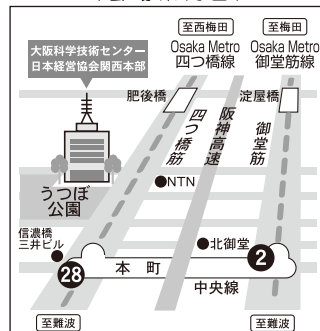 至西梅田
至梅田
Osaka Metro
四つ橋線
Osaka Metro
御堂筋線
大阪科学技術センター
日本経営協会関西本部
肥後橋
淀屋橋
四つ橋筋
阪神高速
御堂筋
NTN
うつぼ
公園
信濃橋
三井ビル
北御堂
28
2
本町
中央線
至難波
至難波